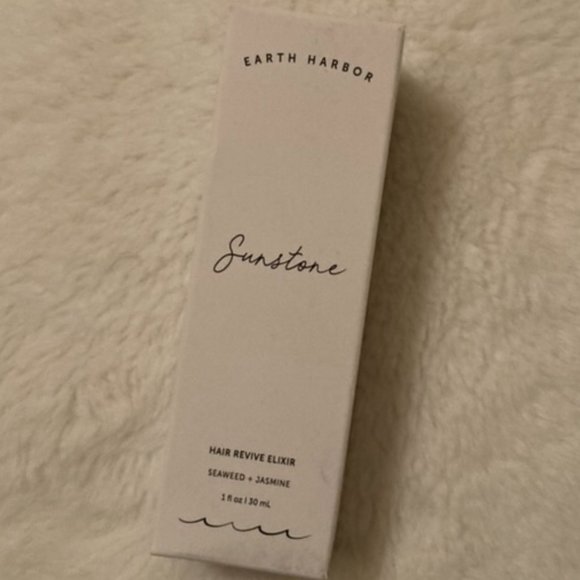 EARTH HARBOR
Sunstone
HAIR REVIVE ELIXIR
SEAWEED + JASMINE
1 fl oz | 30 mL